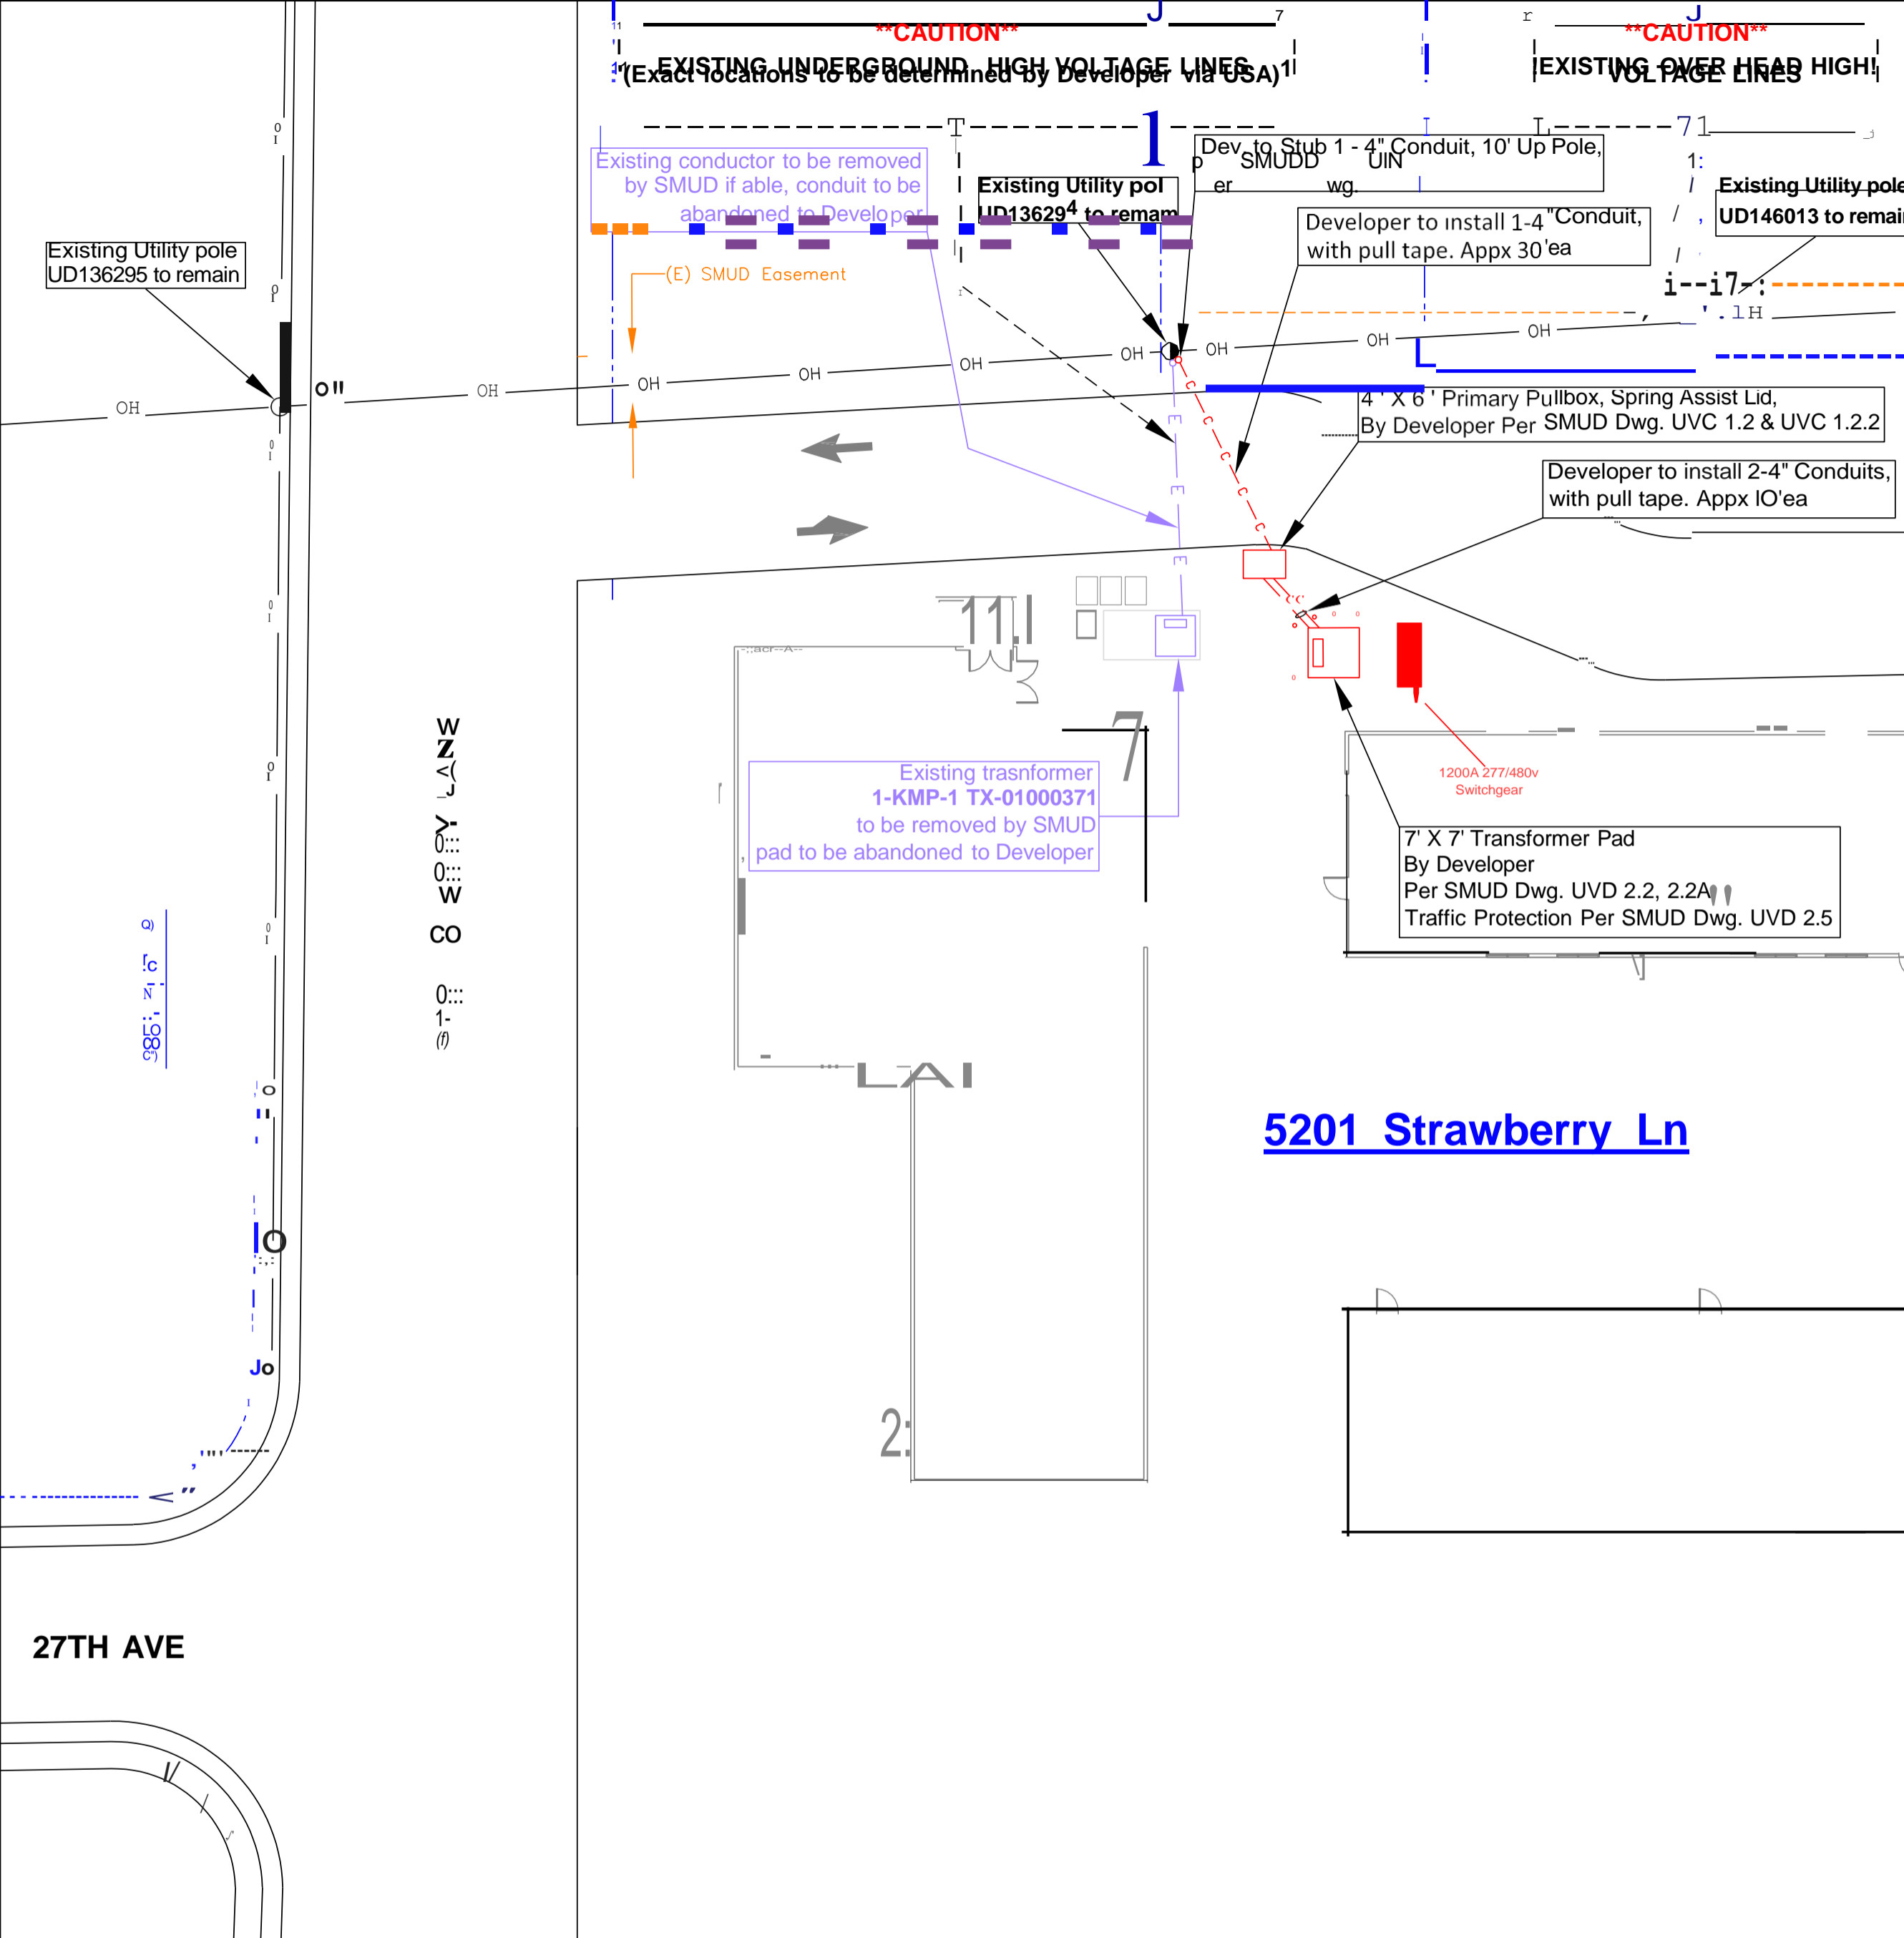 **CAUTION**
EXISTING UNDERGROUND HIGH VOLTAGE LINES
(Exact locations to be determined by Developer via USA)
**CAUTION**
!EXISTING OVER HEAD HIGH!
VOLTAGE LINES
Existing conductor to be removed
by SMUD if able, conduit to be
abandoned to Developer
Existing Utility pol
UD136294 to remam
Dev. to Stub 1 - 4" Conduit, 10' Up Pole,
p SMUDD UIN
er wg.
Existing Utility pole
UD146013 to remain
Developer to install 1-4"Conduit,
with pull tape. Appx 30'ea
Existing Utility pole
UD136295 to remain
(E) SMUD Easement
OH
OH
OH
OH
OH
OH
OH
OH
OH
4 ' X 6 ' Primary Pullbox, Spring Assist Lid,
By Developer Per SMUD Dwg. UVC 1.2 & UVC 1.2.2
Developer to install 2-4" Conduits,
with pull tape. Appx IO'ea
Existing trasnformer
1-KMP-1 TX-01000371
to be removed by SMUD
pad to be abandoned to Developer
1200A 277/480v
Switchgear
7' X 7' Transformer Pad
By Developer
Per SMUD Dwg. UVD 2.2, 2.2A
Traffic Protection Per SMUD Dwg. UVD 2.5
5201 Strawberry Ln
27TH AVE